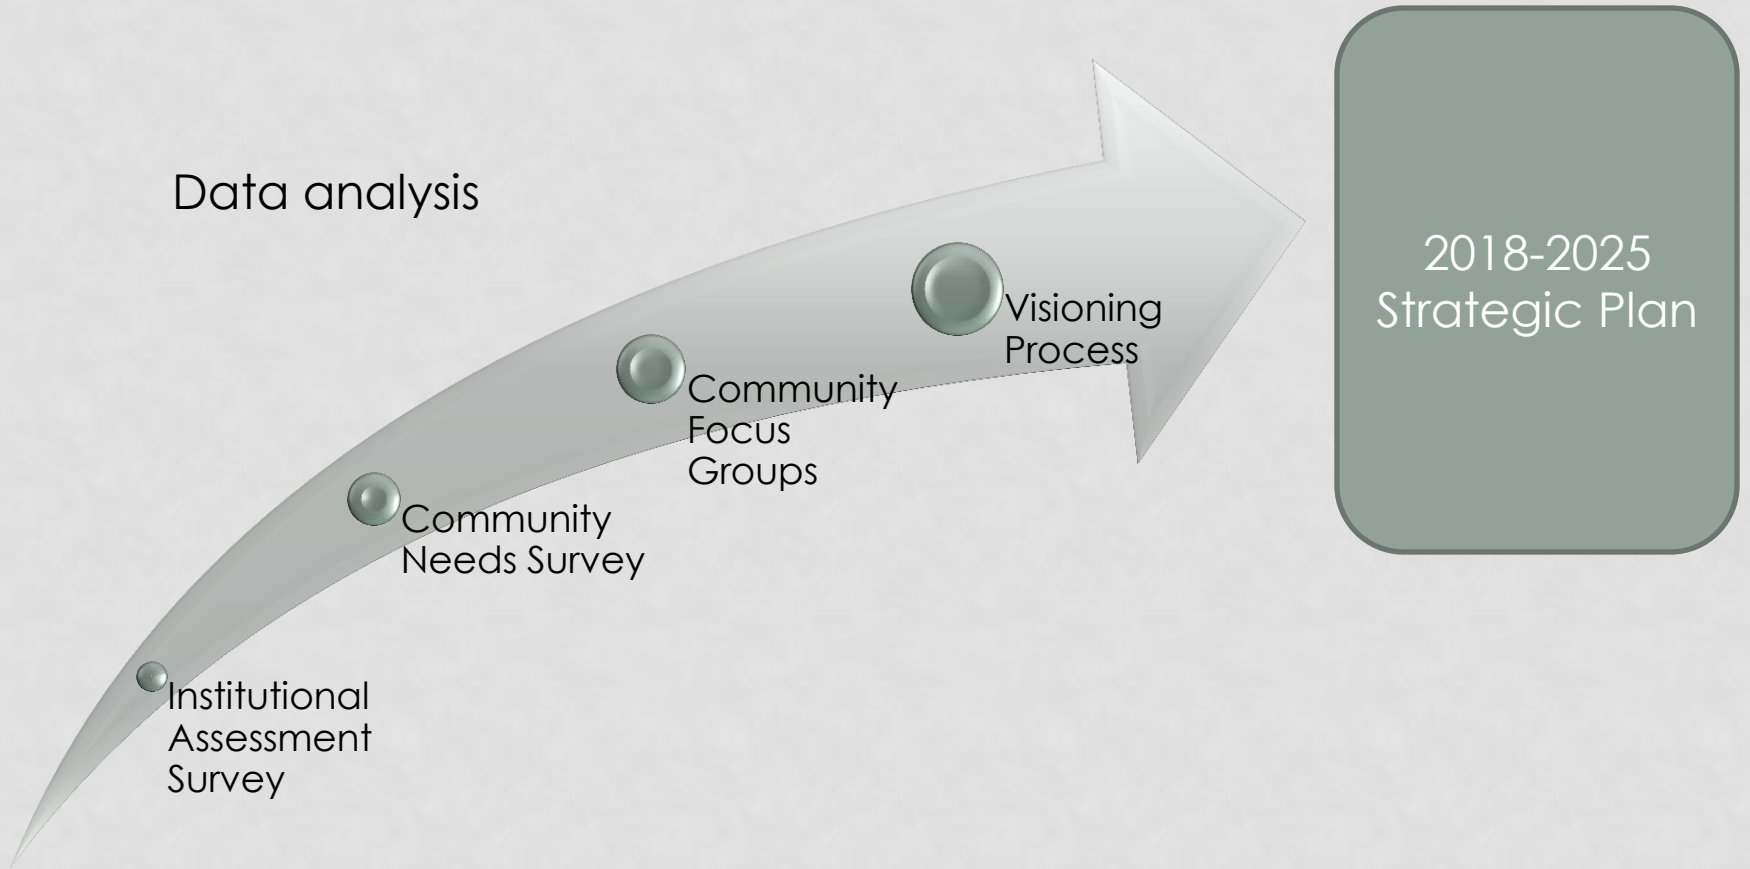 Data analysis
Institutional
Assessment
Survey
Community
Needs Survey
Community
Focus
Groups
Visioning
Process
2018-2025
Strategic Plan